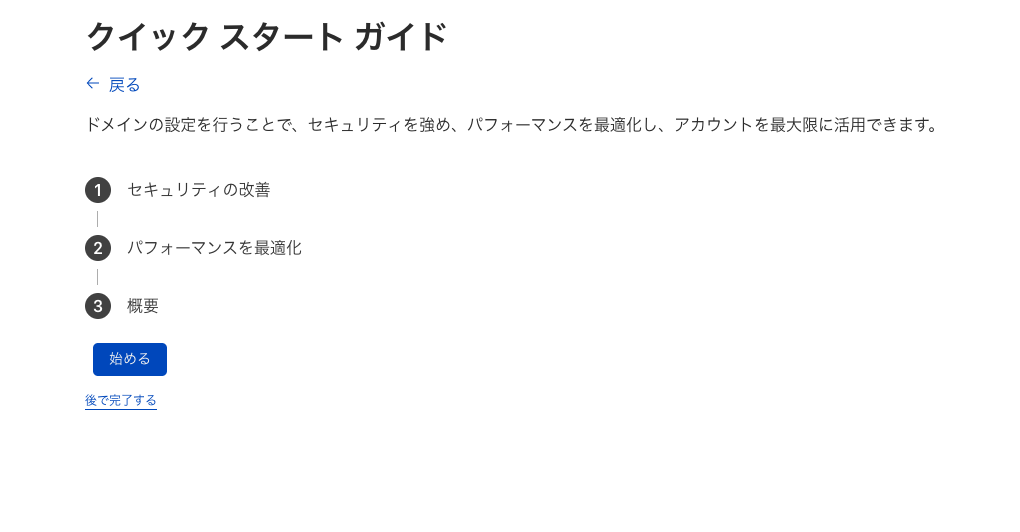 クイック スタート ガイド
← 戻る
ドメインの設定を行うことで、セキュリティを強め、パフォーマンスを最適化し、アカウントを最大限に活用できます。
1 セキュリティの改善
2 パフォーマンスを最適化
3 概要
始める
後で完了する